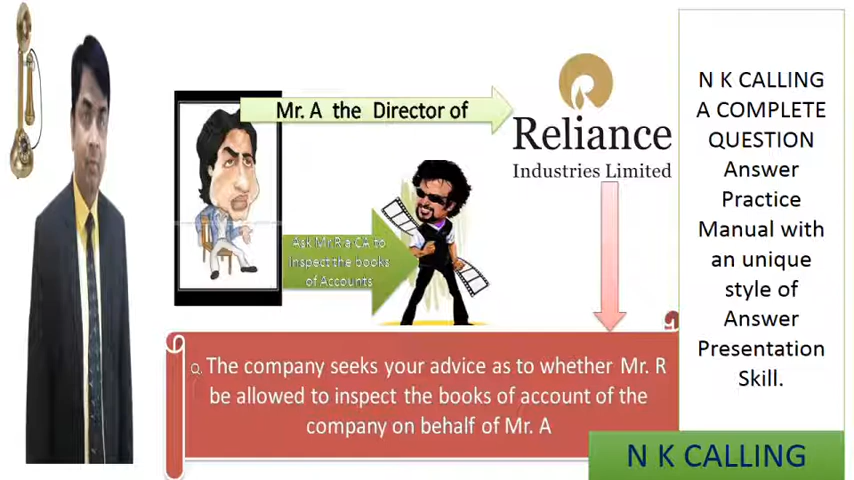 Mr. A the Director of
Reliance
Industries Limited
Ask Mr R a CA to
Inspect the books
of Accounts
Q The company seeks your advice as to whether Mr. R
be allowed to inspect the books of account of the
company on behalf of Mr. A
N K CALLING
A COMPLETE
QUESTION
Answer
Practice
Manual with
an unique
style of
Answer
Presentation
Skill.
N K CALLING